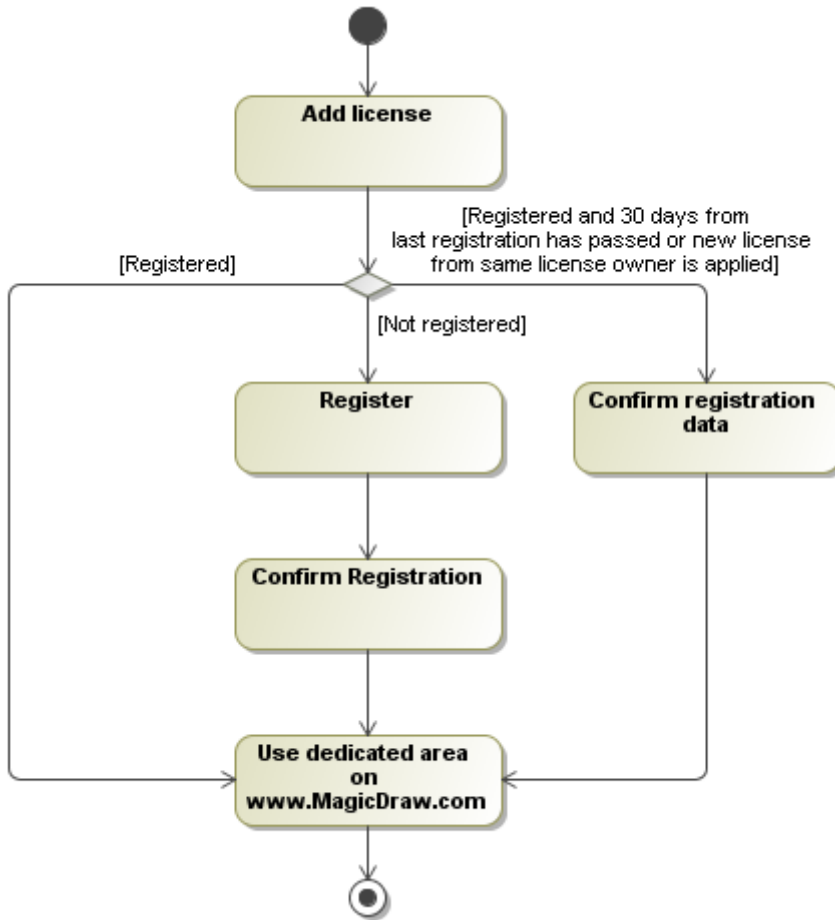 Add license
[Registered and 30 days from
last registration has passed or new license
from same license owner is applied]
[Registered]
[Not registered]
Register
Confirm registration
data
Confirm Registration
Use dedicated area
on
www.MagicDraw.com